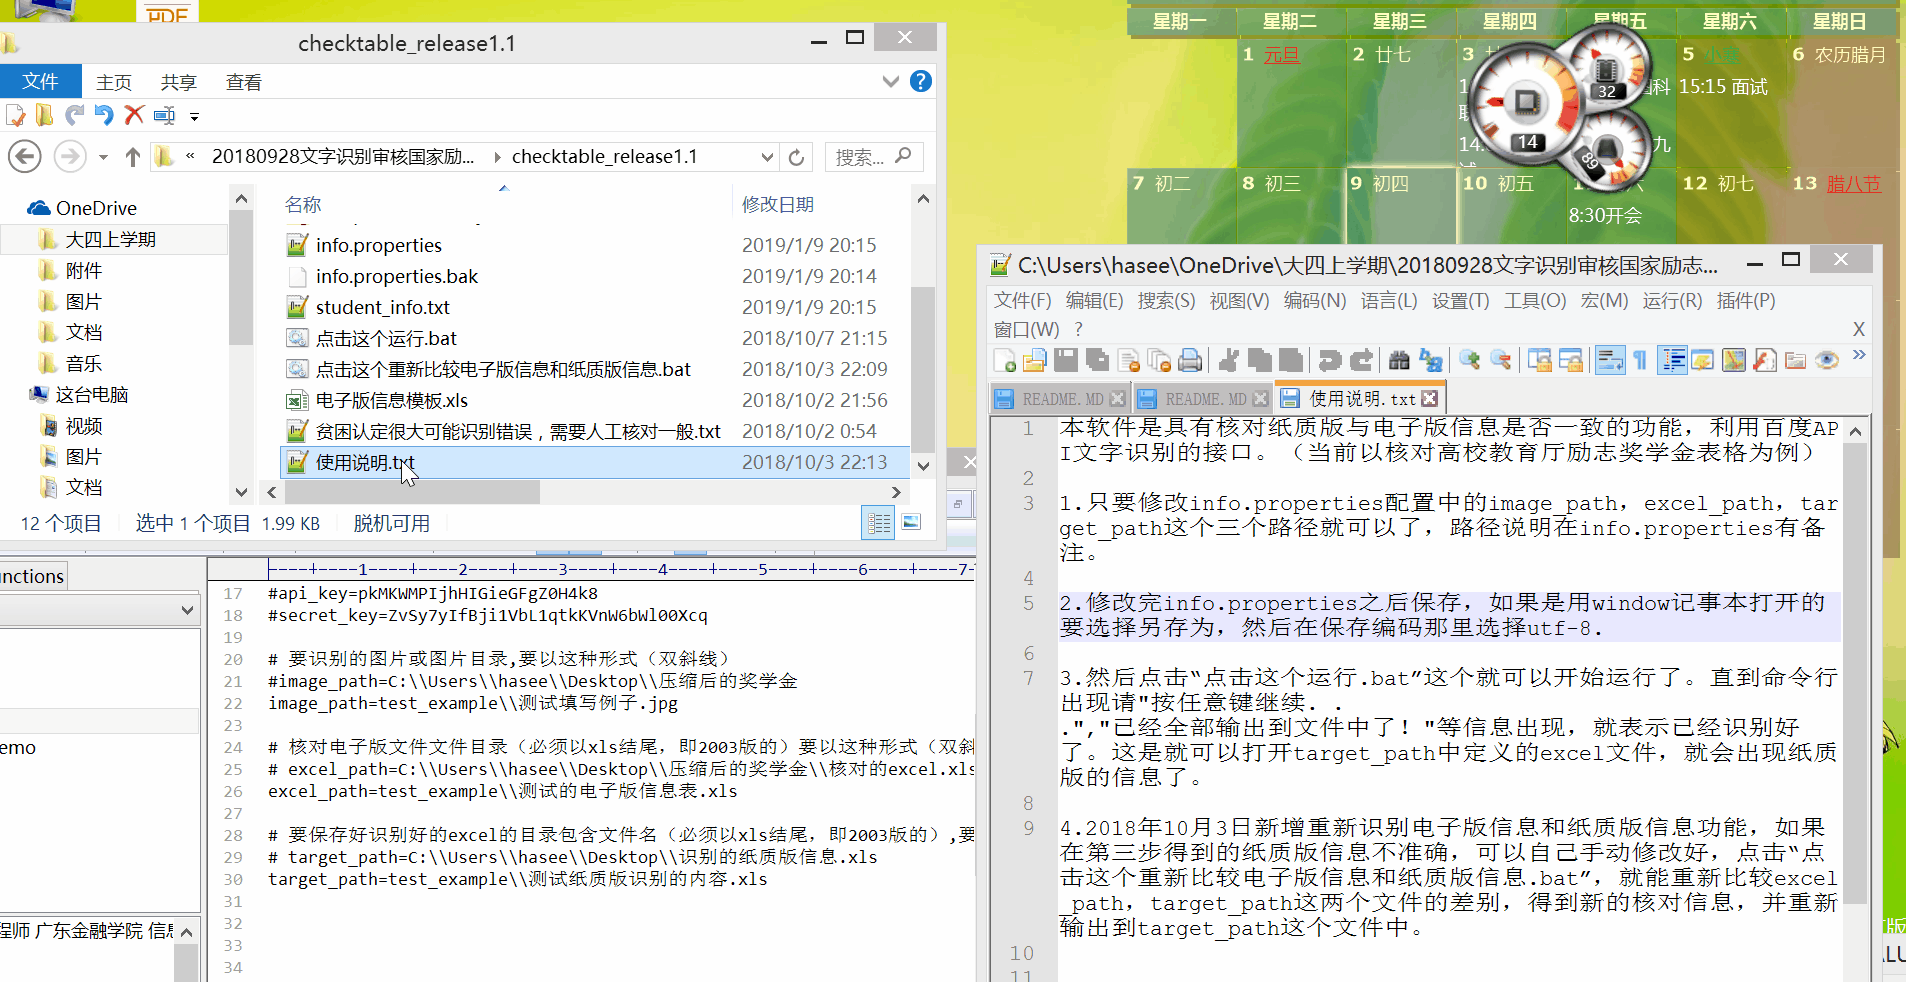 HDF
checktable_release1.1
文件 主页 共享 查看
« 20180928文字识别审核国家励... checktable_release1.1 搜索...
OneDrive
大四上学期
附件
图片
文档
音乐
这台电脑
视频
图片
文档
名称 修改日期
info.properties 2019/1/9 20:15
info.properties.bak 2019/1/9 20:14
student_info.txt 2019/1/9 20:15
点击这个运行.bat 2018/10/7 21:15
点击这个重新比较电子版信息和纸质版信息.bat 2018/10/3 22:09
电子版信息模板.xls 2018/10/2 21:56
贫困认定很大可能识别错误，需要人工核对一般.txt 2018/10/2 0:54
使用说明.txt 2018/10/3 22:13
12 个项目 选中 1 个项目 1.99 KB 脱机可用
星期一 星期二 星期三 星期四 星期五 星期六 星期日
1 元旦 2 廿七 3 5 小寒 6 农历腊月
科 15:15 面试
32
14
89
7 初二 8 初三 9 初四 10 初五 12 初七 13 腊八节
8:30开会
nctions
emo
程师 广东金融学院 信息
----+----1----+----2----+----3----+----4----+----5----+----6----+----7-
17 #api_key=pkMKWMPIjhHIGieGFgZ0H4k8
18 #secret_key=ZvSy7yIfBji1VbL1qtkKVnW6bWl00Xcq
19
20 # 要识别的图片或图片目录,要以这种形式（双斜线）
21 #image_path=C:\\Users\\hasee\\Desktop\\压缩后的奖学金
22 image_path=test_example\\测试填写例子.jpg
23
24 # 核对电子版文件文件目录（必须以xls结尾，即2003版的）要以这种形式（双斜
25 # excel_path=C:\\Users\\hasee\\Desktop\\压缩后的奖学金\\核对的excel.xls
26 excel_path=test_example\\测试的电子版信息表.xls
27
28 # 要保存好识别好的excel的目录包含文件名（必须以xls结尾，即2003版的）,要
29 # target_path=C:\\Users\\hasee\\Desktop\\识别的纸质版信息.xls
30 target_path=test_example\\测试纸质版识别的内容.xls
31
32
33
34
C:\Users\hasee\OneDrive\大四上学期\20180928文字识别审核国家励志...
文件(F) 编辑(E) 搜索(S) 视图(V) 编码(N) 语言(L) 设置(T) 工具(O) 宏(M) 运行(R) 插件(P)
窗口(W) ? X
README.MD README.MD 使用说明.txt
1 本软件是具有核对纸质版与电子版信息是否一致的功能，利用百度AP
I文字识别的接口。（当前以核对高校教育厅励志奖学金表格为例）
2
3 1.只要修改info.properties配置中的image_path，excel_path，tar
get_path这个三个路径就可以了，路径说明在info.properties有备
注。
4
5 2.修改完info.properties之后保存，如果是用window记事本打开的
要选择另存为，然后在保存编码那里选择utf-8.
6
7 3.然后点击“点击这个运行.bat”这个就可以开始运行了。直到命令行
出现请"按任意键继续. .
.","已经全部输出到文件中了！"等信息出现，就表示已经识别好
了。这是就可以打开target_path中定义的excel文件，就会出现纸质
版的信息了。
8
9 4.2018年10月3日新增重新识别电子版信息和纸质版信息功能，如果
在第三步得到的纸质版信息不准确，可以自己手动修改好，点击“点
击这个重新比较电子版信息和纸质版信息.bat”，就能重新比较excel
_path，target_path这两个文件的差别，得到新的核对信息，并重新
输出到target_path这个文件中。
10
11